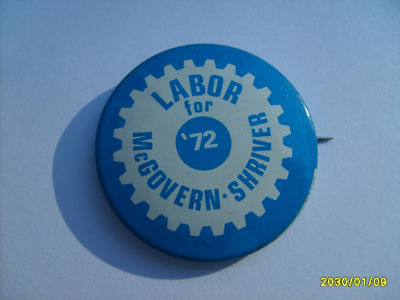 LABOR
for
'72
McGOVERN·SHRIVER
2030/01/09